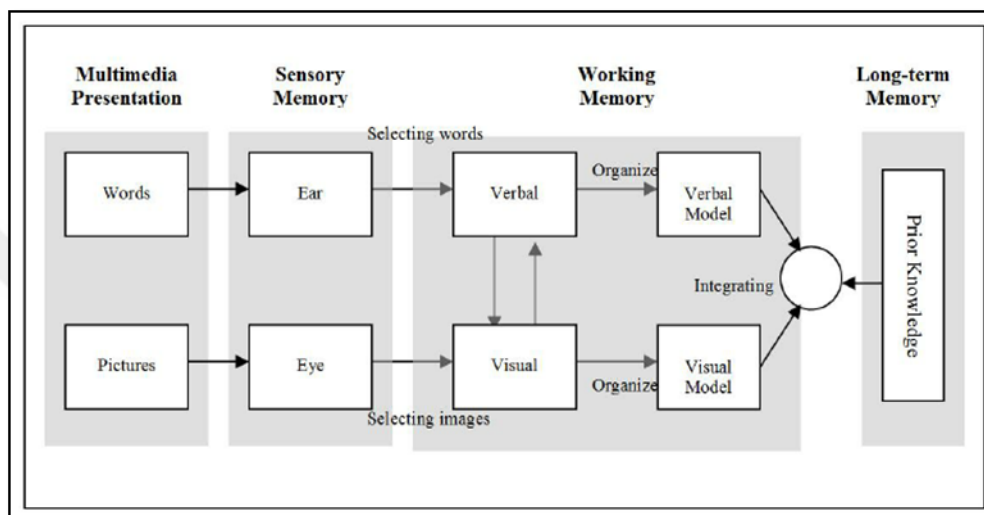 Multimedia
Presentation
Sensory
Memory
Working
Memory
Long-term
Memory
Selecting words
Words
Ear
Verbal
Organize
Verbal
Model
Integrating
Prior Knowledge
Pictures
Eye
Visual
Organize
Visual
Model
Selecting images